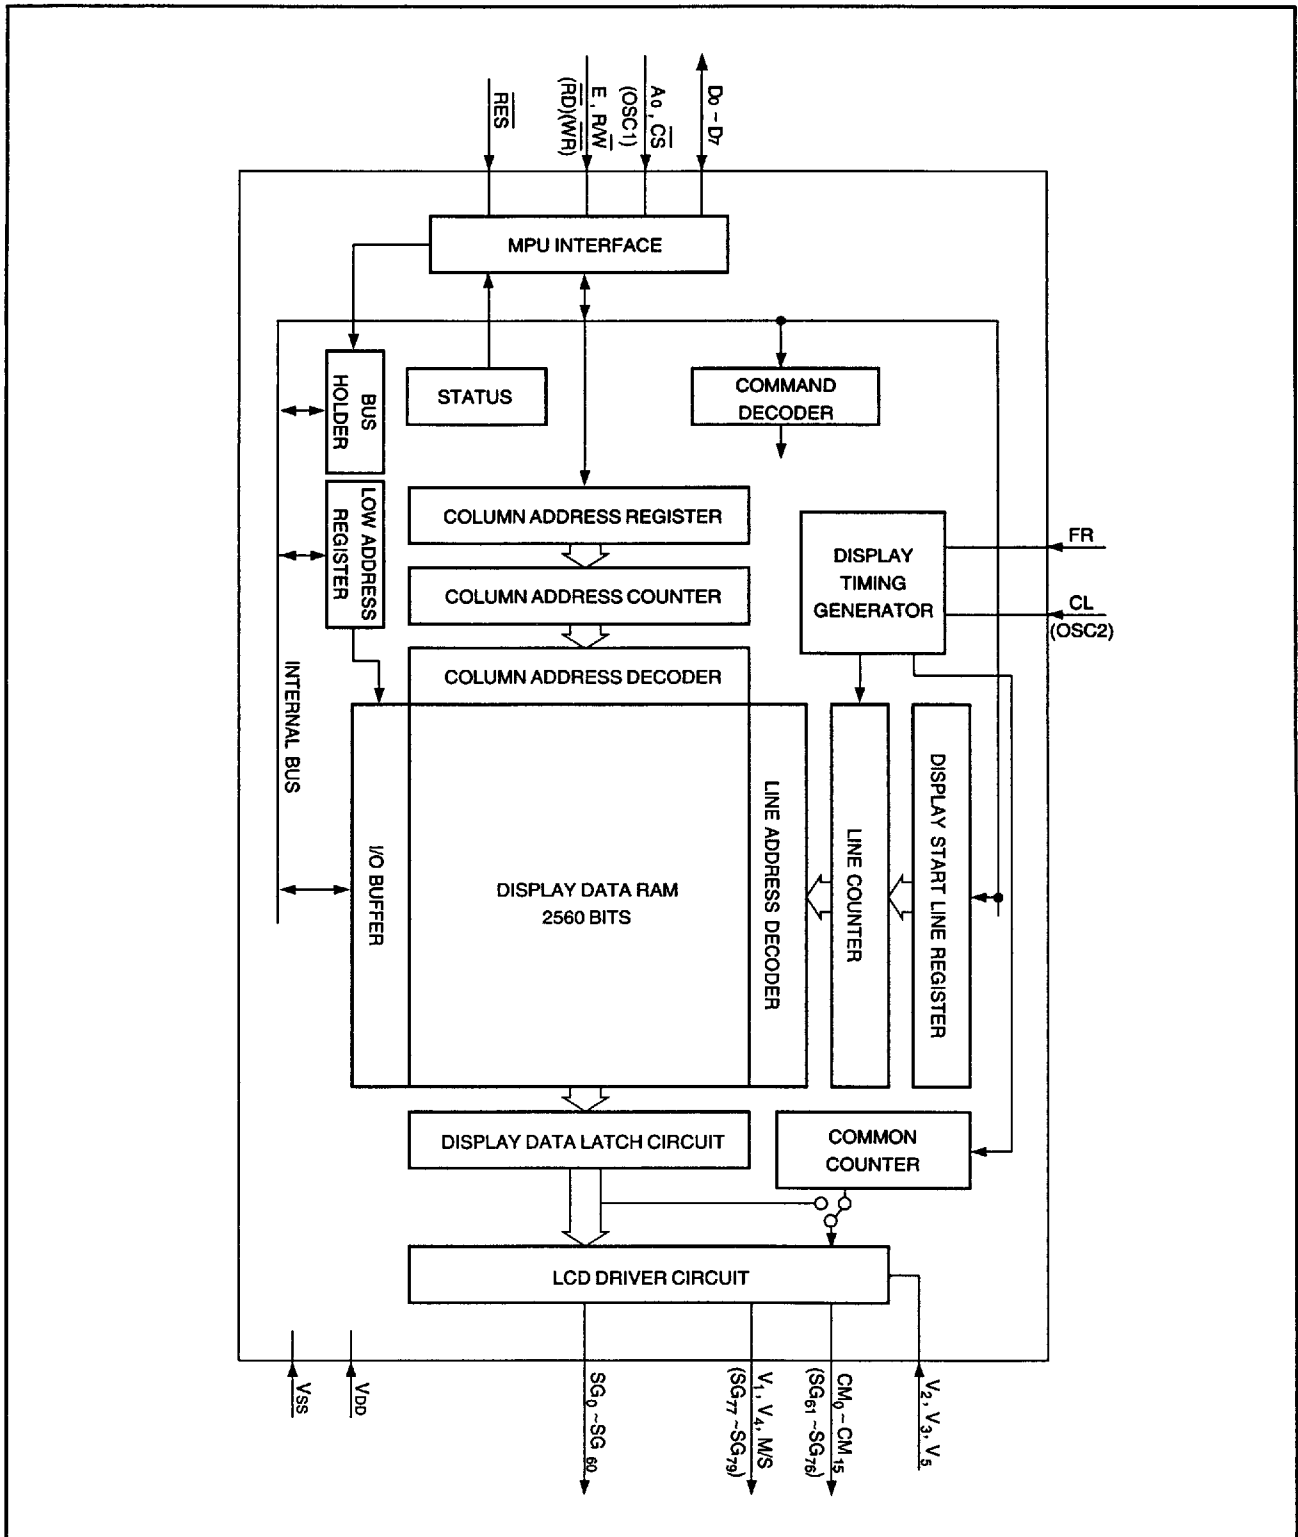 RES
E , R/W
(RD)(WR)
A0 , CS
(OSC1)
D0 ~ D7
MPU INTERFACE
BUS
HOLDER
STATUS
COMMAND
DECODER
LOW ADDRESS
REGISTER
COLUMN ADDRESS REGISTER
DISPLAY
TIMING
GENERATOR
FR
CL
(OSC2)
COLUMN ADDRESS COUNTER
COLUMN ADDRESS DECODER
INTERNAL BUS
I/O BUFFER
DISPLAY DATA RAM
2560 BITS
LINE ADDRESS DECODER
LINE COUNTER
DISPLAY START LINE REGISTER
DISPLAY DATA LATCH CIRCUIT
COMMON
COUNTER
LCD DRIVER CIRCUIT
VSS
VDD
SG0 ~SG 60
V1, V4, M/S
(SG77 ~SG79)
CM0 ~ CM15
(SG61 ~SG76)
V2, V3, V5